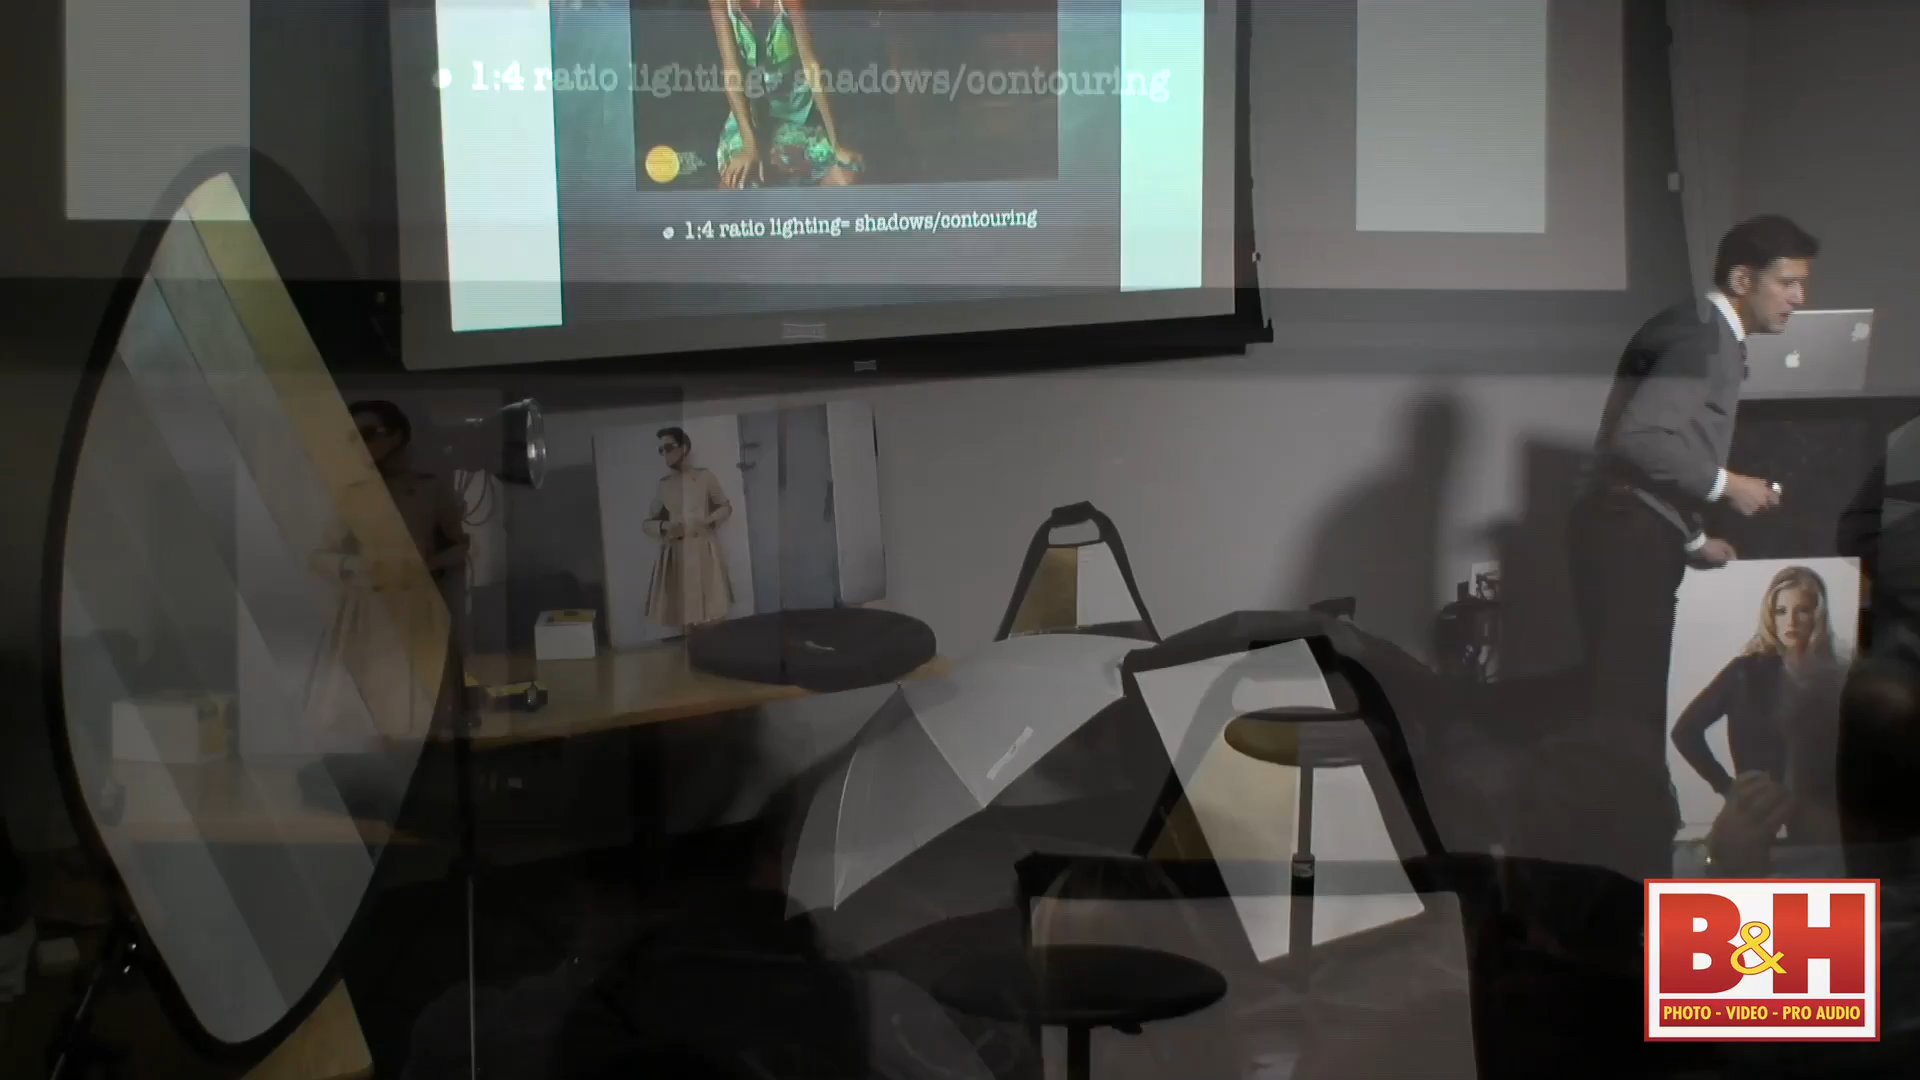 • 1:4 ratio lighting= shadows/contouring
• 1:4 ratio lighting= shadows/contouring
B&H
PHOTO - VIDEO - PRO AUDIO